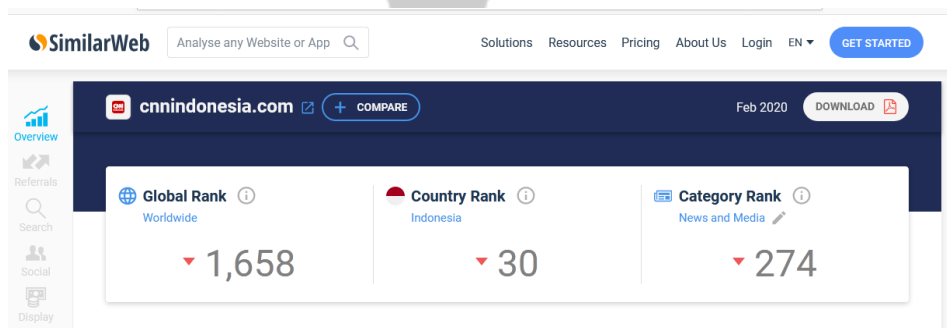 SimilarWeb Analyse any Website or App Solutions Resources Pricing About Us Login EN GET STARTED
cnnindonesia.com + COMPARE Feb 2020 DOWNLOAD
Overview
Referrals
Search
Social
Display
Global Rank Country Rank Category Rank
Worldwide Indonesia News and Media
1,658 30 274